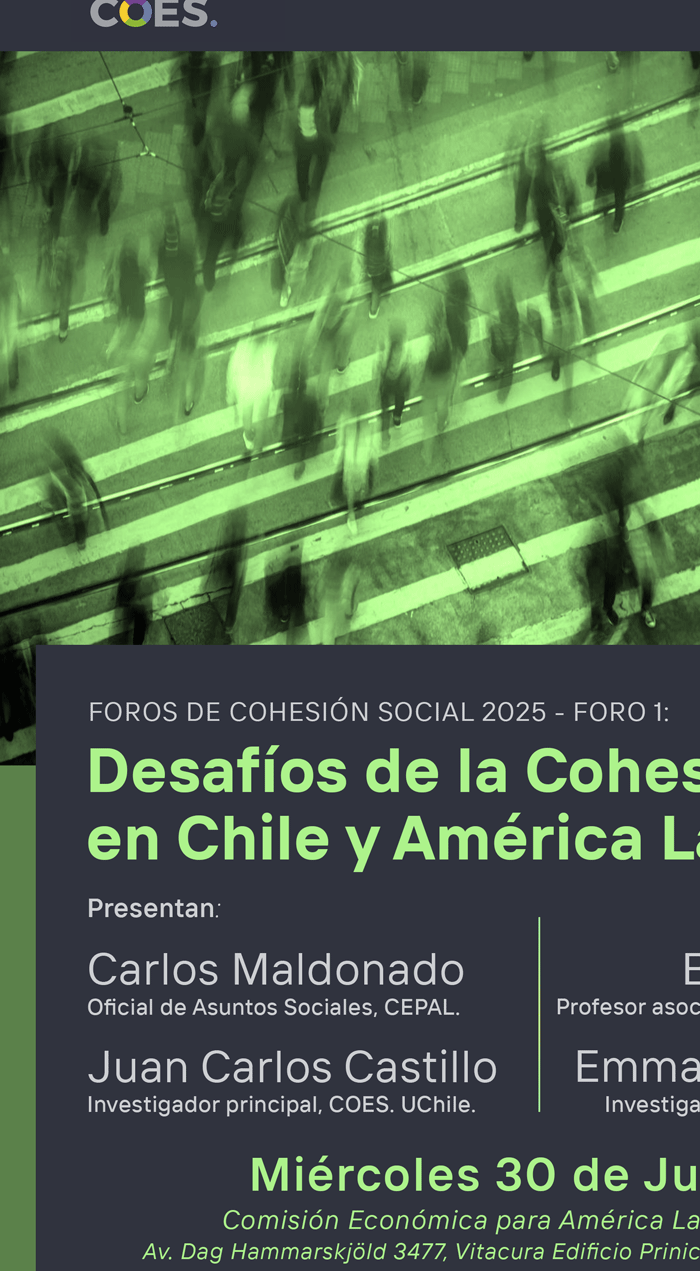 COES.
FOROS DE COHESIÓN SOCIAL 2025 - FORO 1:
Desafíos de la Cohes
en Chile y América La
Presentan:
Carlos Maldonado
Oficial de Asuntos Sociales, CEPAL.
Juan Carlos Castillo
Investigador principal, COES. UChile.
E
Profesor asoc
Emma
Investiga
Miércoles 30 de Ju
Comisión Económica para América La
Av. Dag Hammarskjöld 3477, Vitacura Edificio Prinic